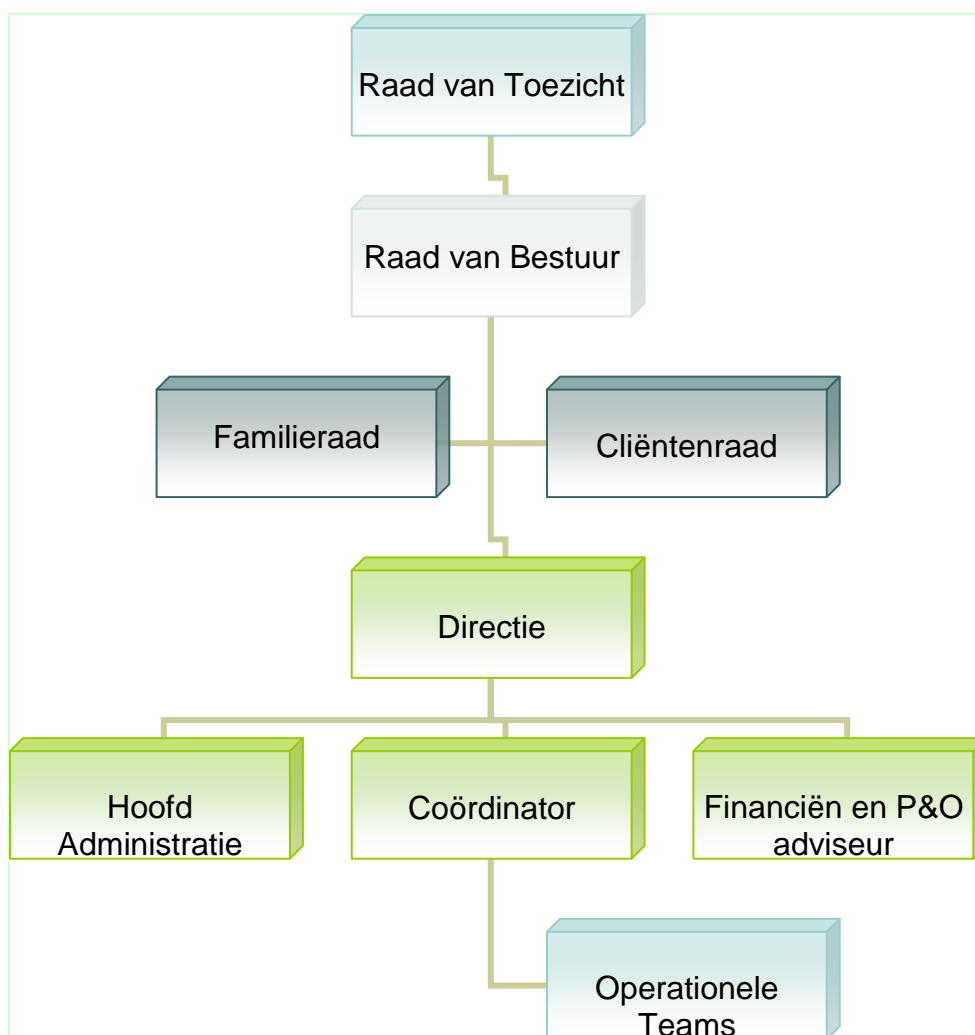 Raad van Toezicht
Raad van Bestuur
Familieraad
Cliëntenraad
Directie
Hoofd
Administratie
Coördinator
Financiën en P&O
adviseur
Operationele
Teams